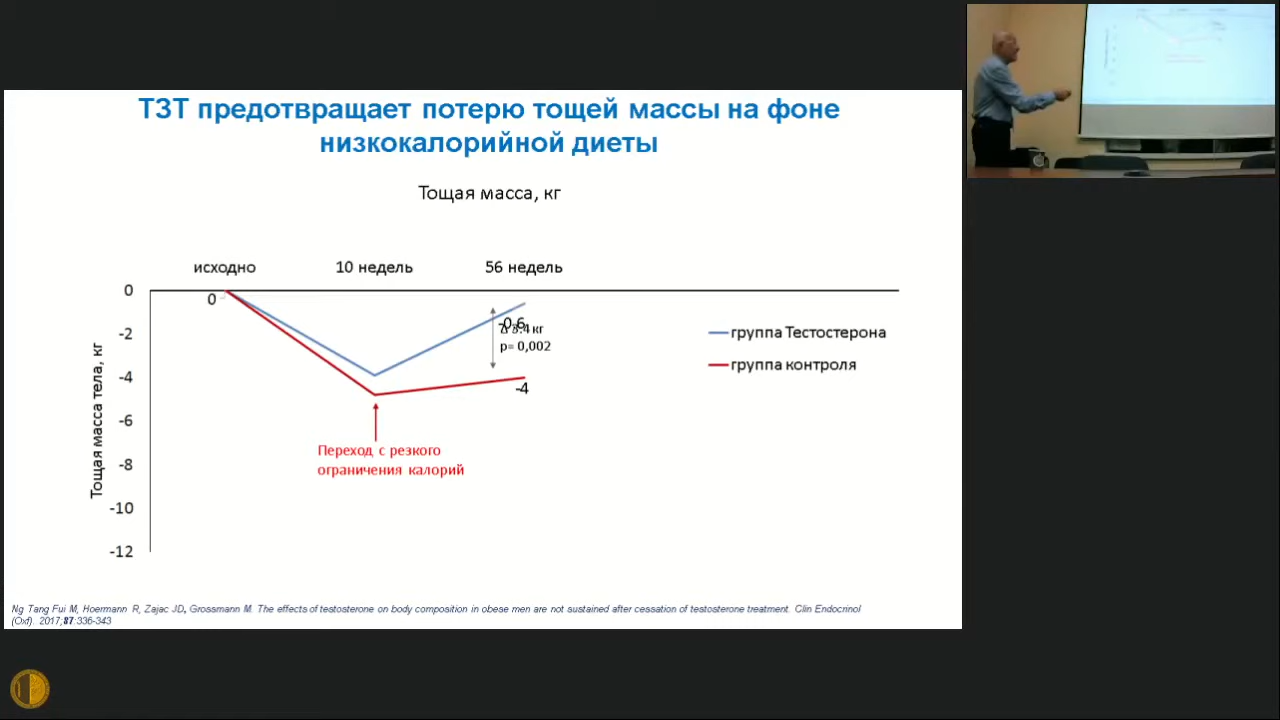 ТЗТ предотвращает потерю тощей массы на фоне
низкокалорийной диеты
Тощая масса, кг
исходно 10 недель 56 недель
0
0
-2
-4
-6
-8
-10
-12
Тощая масса тела, кг
-0,6
Δ 3.4 кг
p= 0,002
-4
группа Тестостерона
группа контроля
Переход с резкого
ограничения калорий
Ng Tang Fui M, Hoermann R, Zajac JD, Grossmann M. The effects of testosterone on body composition in obese men are not sustained after cessation of testosterone treatment. Clin Endocrinol
(Oxf). 2017;87:336-343